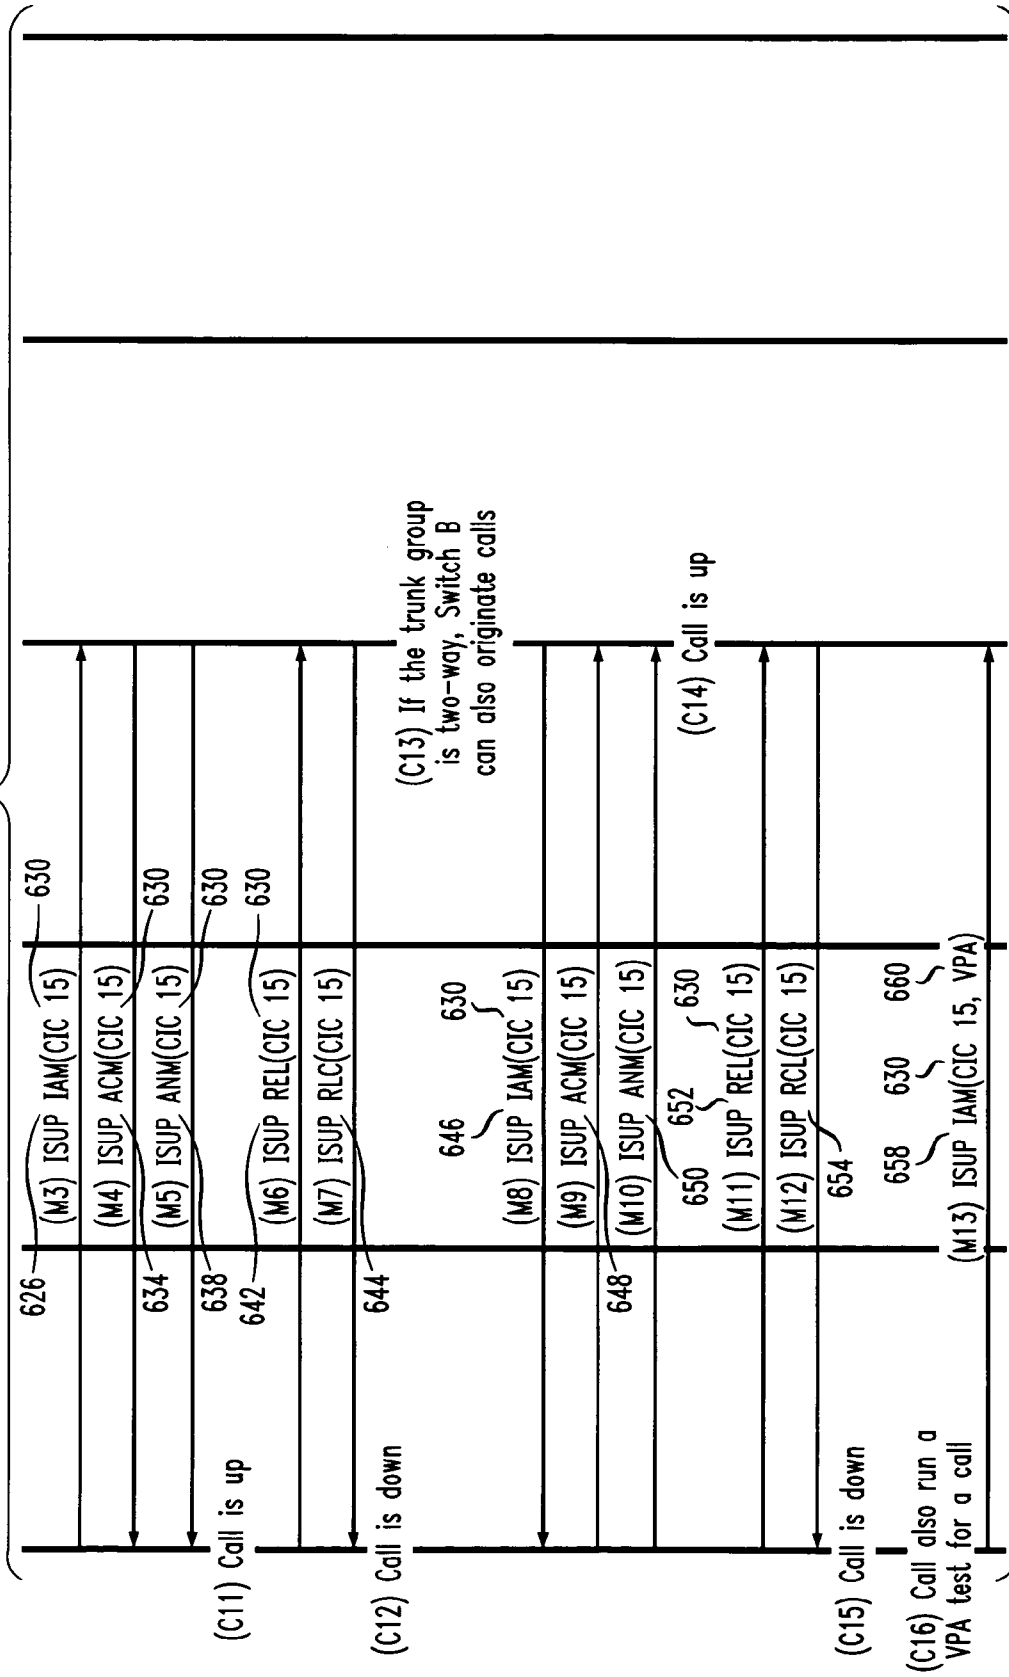 626
(M3) ISUP IAM(CIC 15)
630
(M4) ISUP ACM(CIC 15)
630
634
(M5) ISUP ANM(CIC 15)
630
638
(C11) Call is up
642
(M6) ISUP REL(CIC 15)
630
(M7) ISUP RLC(CIC 15)
644
(C12) Call is down
(C13) If the trunk group
is two-way, Switch B
can also originate calls
646
630
(M8) ISUP IAM(CIC 15)
(M9) ISUP ACM(CIC 15)
648
(M10) ISUP ANM(CIC 15)
650
(C14) Call is up
652
630
(M11) ISUP REL(CIC 15)
(M12) ISUP RCL(CIC 15)
654
(C15) Call is down
658
630
660
(C16) Call also run a
VPA test for a call
(M13) ISUP IAM(CIC 15, VPA)